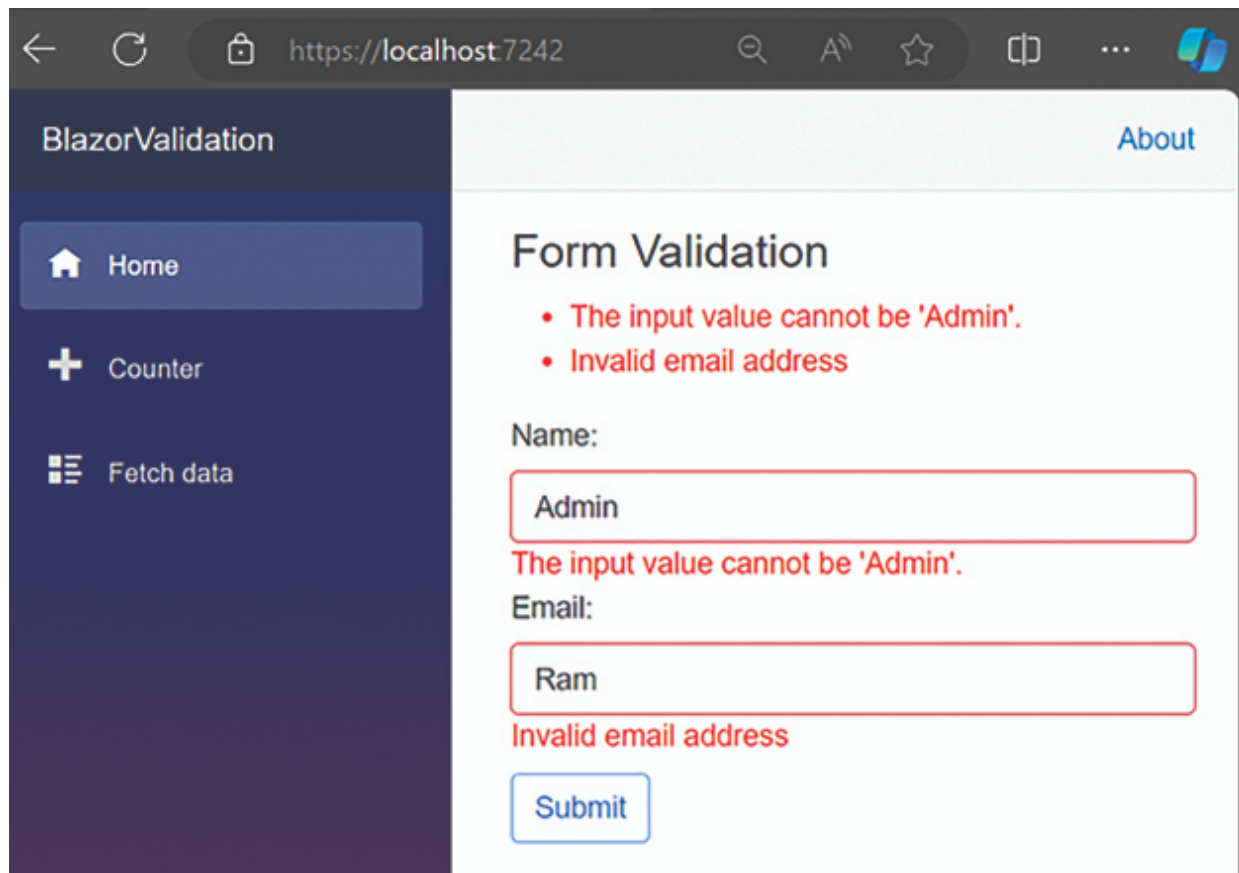 https://localhost:7242
BlazorValidation
About
Home
Counter
Fetch data
Form Validation
• The input value cannot be 'Admin'.
• Invalid email address
Name:
Admin
The input value cannot be 'Admin'.
Email:
Ram
Invalid email address
Submit